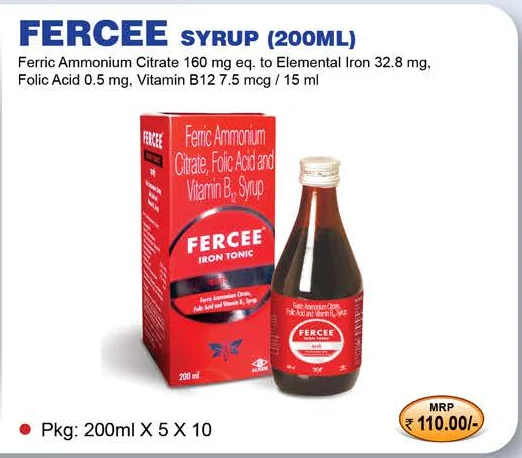 FERCEE SYRUP (200ML)
Ferric Ammonium Citrate 160 mg eq. to Elemental Iron 32.8 mg,
Folic Acid 0.5 mg, Vitamin B12 7.5 mcg / 15 ml
FERCEE
IRON TONIC
Ferric Ammonium
Citrate, Folic Acid and
Vitamin B12 Syrup
FERCEE
IRON TONIC
Ferric Ammonium Citrate,
Folic Acid and Vitamin B12 Syrup
200 ml
ALKEM
Ferric Ammonium Citrate,
Folic Acid and Vitamin B12 Syrup
FERCEE
IRON TONIC
Pkg: 200ml X 5 X 10
MRP
₹ 110.00/-